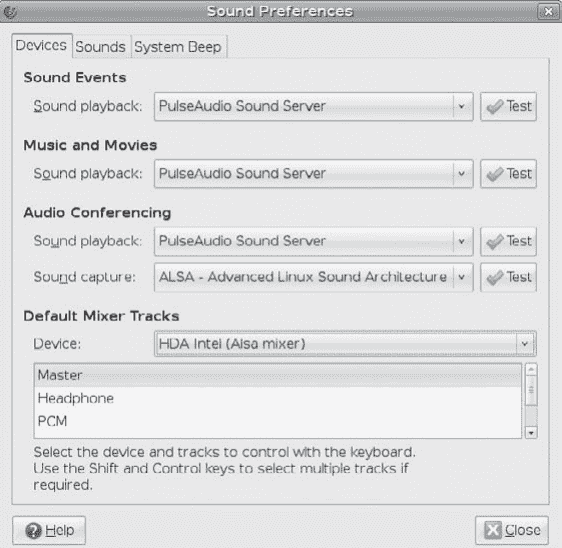 Sound Preferences
Devices Sounds System Beep
Sound Events
Sound playback: PulseAudio Sound Server Test
Music and Movies
Sound playback: PulseAudio Sound Server Test
Audio Conferencing
Sound playback: PulseAudio Sound Server Test
Sound capture: ALSA - Advanced Linux Sound Architecture Test
Default Mixer Tracks
Device: HDA Intel (Alsa mixer)
Master
Headphone
PCM
Select the device and tracks to control with the keyboard.
Use the Shift and Control keys to select multiple tracks if
required.
Help Close